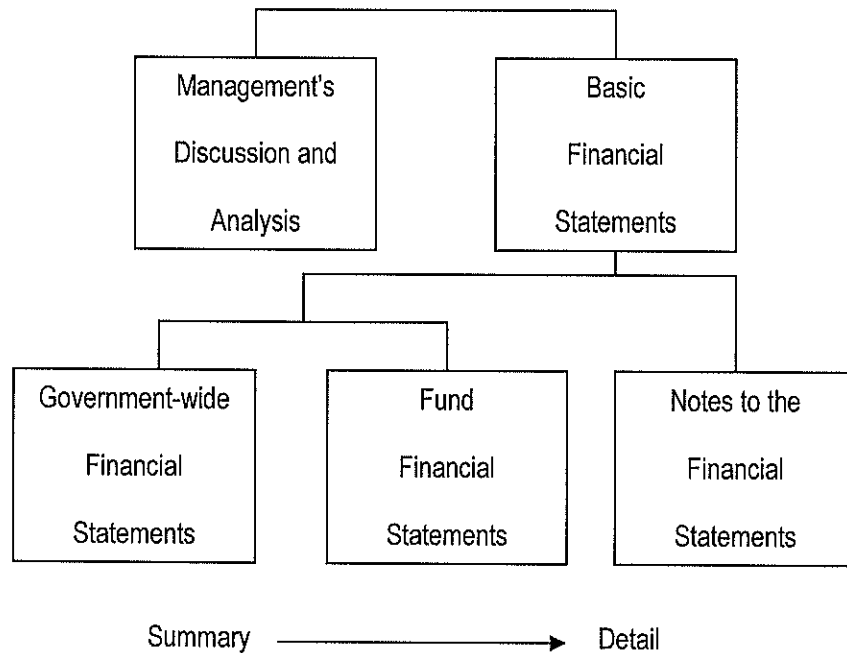 Management's
Discussion and
Analysis
Basic
Financial
Statements
Government-wide
Financial
Statements
Fund
Financial
Statements
Notes to the
Financial
Statements
Summary
Detail